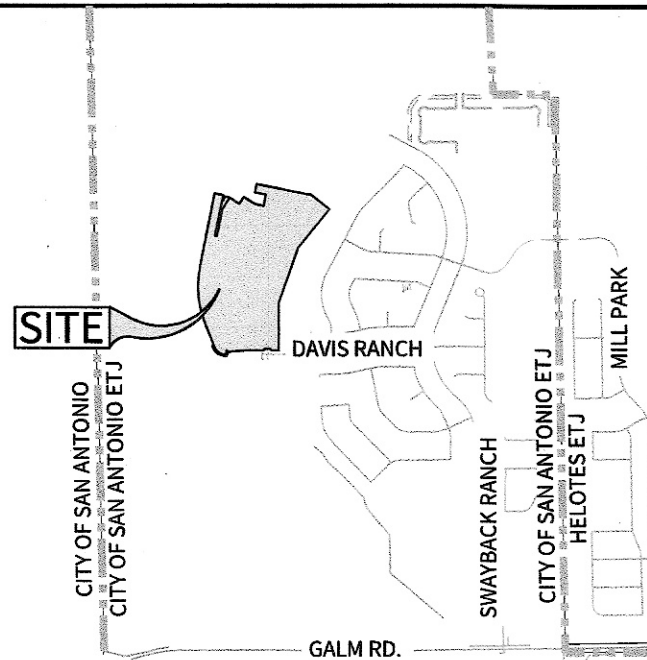 SITE
DAVIS RANCH
MILL PARK
CITY OF SAN ANTONIO
CITY OF SAN ANTONIO ETJ
SWAYBACK RANCH
CITY OF SAN ANTONIO ETJ
HELOTES ETJ
GALM RD.